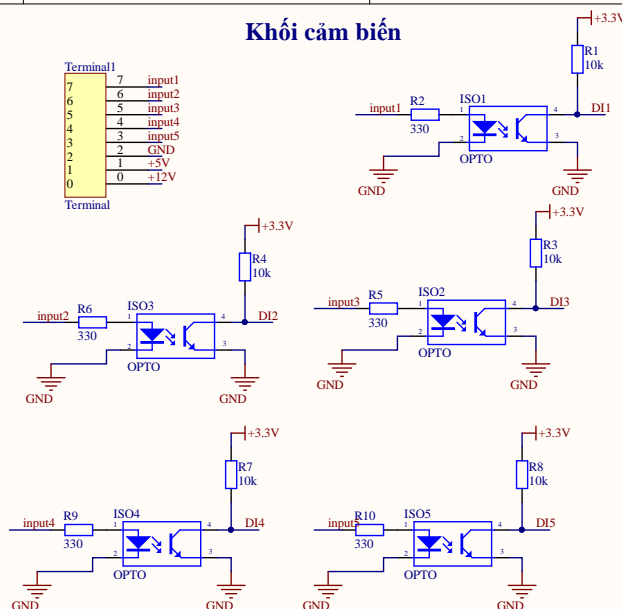 Khối cảm biến
Terminal1
7 7 input1
6 6 input2
5 5 input3
4 4 input4
3 3 input5
2 2 GND
1 1 +5V
0 0 +12V
Terminal
+3.3V
R1
10k
input1 R2 330 ISO1 1 2 4 3 OPTO DI1
GND GND
+3.3V
R4
10k
input2 R6 330 ISO3 1 2 4 3 OPTO DI2
GND GND
+3.3V
R3
10k
input3 R5 330 ISO2 1 2 4 3 OPTO DI3
GND GND
+3.3V
R7
10k
input4 R9 330 ISO4 1 2 4 3 OPTO DI4
GND GND
+3.3V
R8
10k
input5 R10 330 ISO5 1 2 4 3 OPTO DI5
GND GND